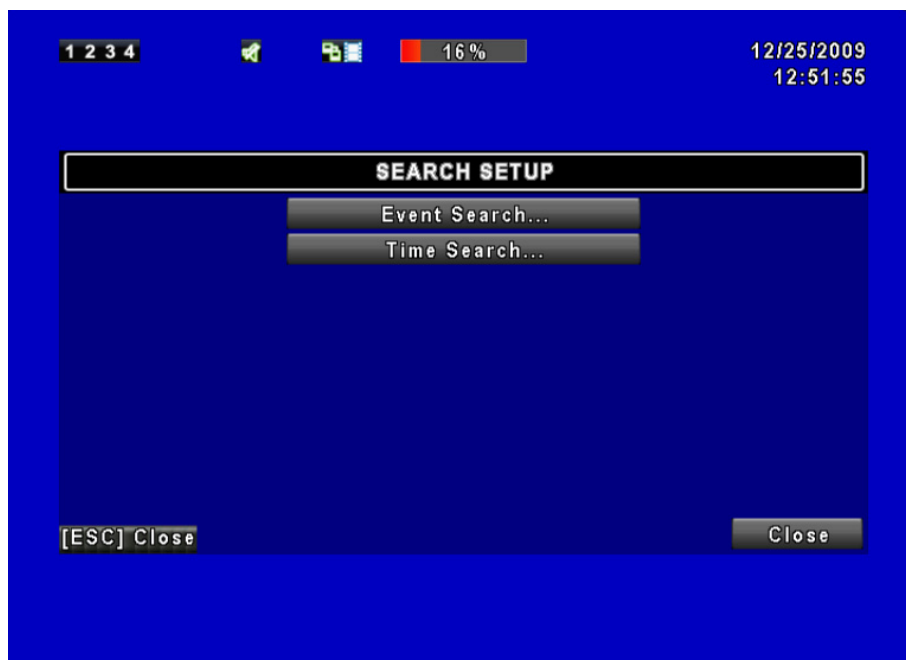 1 2 3 4 16% 12/25/2009
12:51:55
SEARCH SETUP
Event Search...
Time Search...
[ESC] Close Close